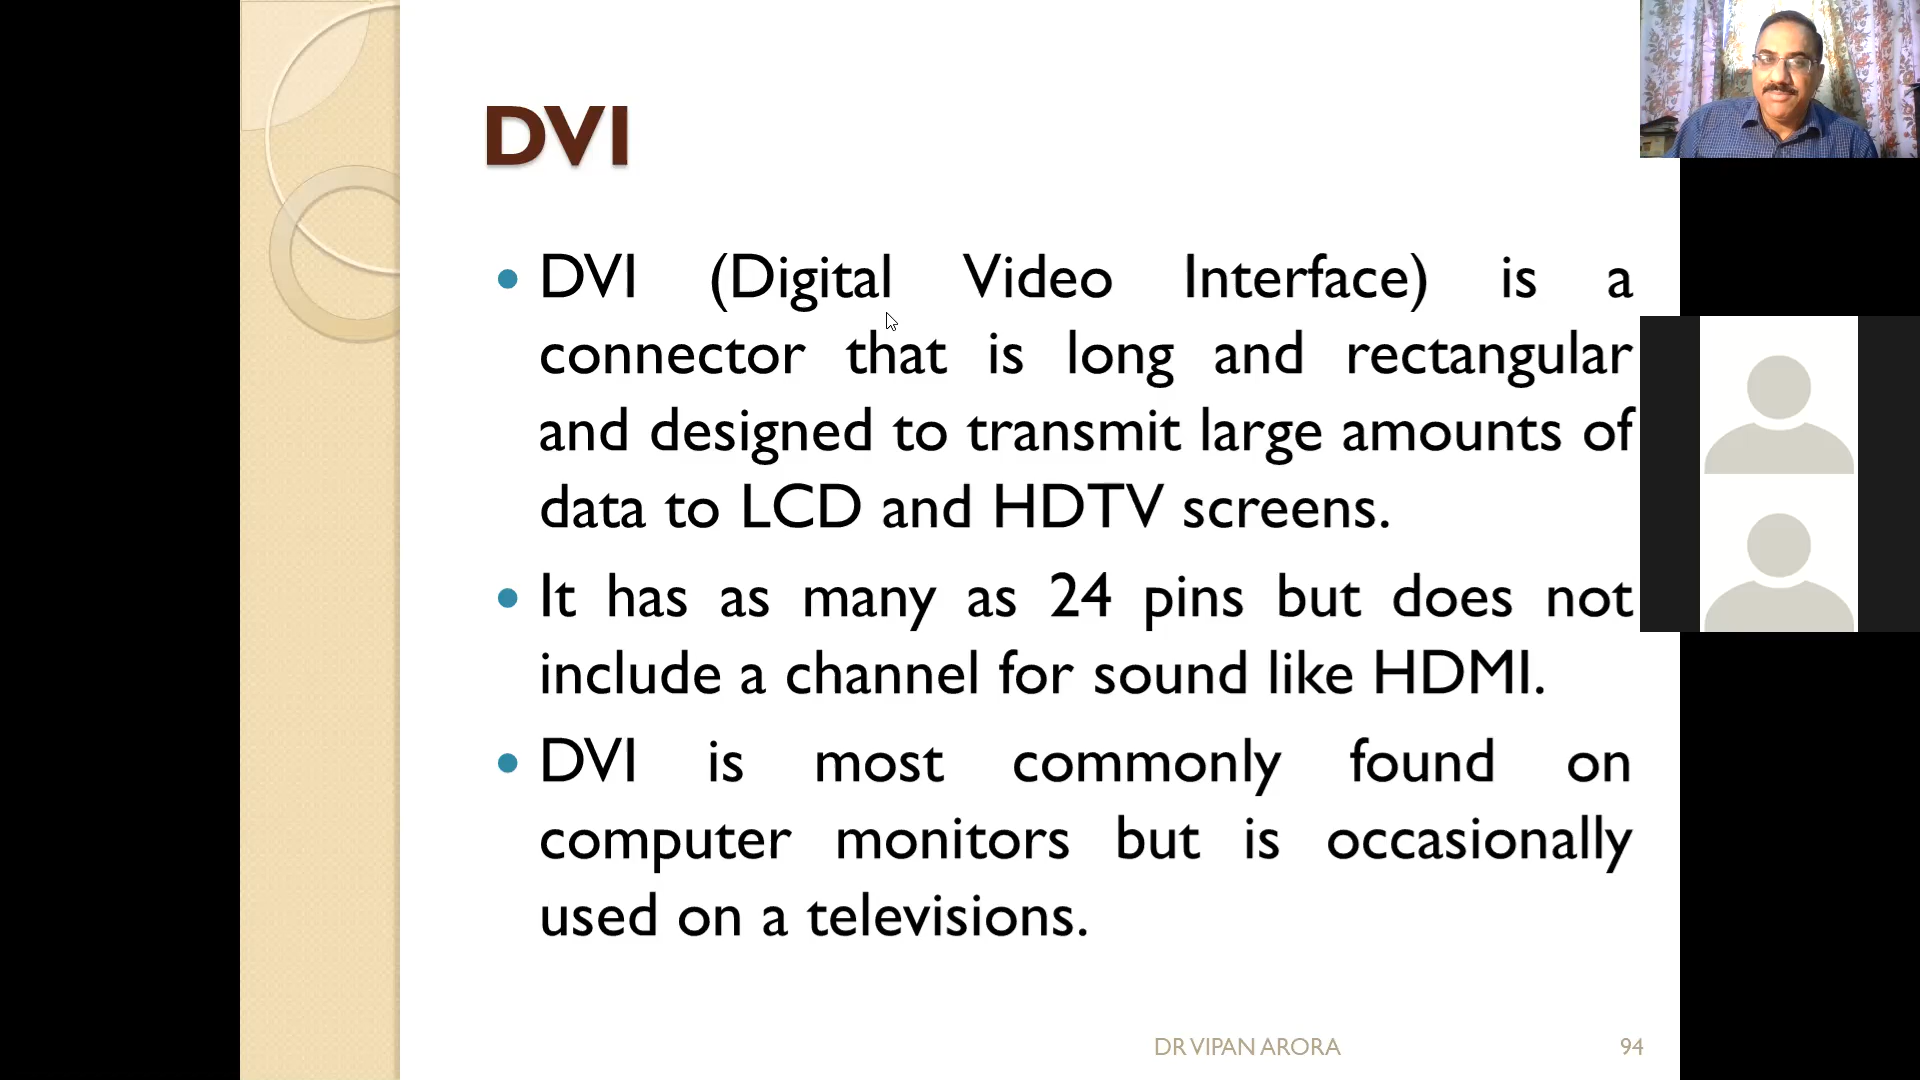 DVI
• DVI (Digital Video Interface) is a
connector that is long and rectangular
and designed to transmit large amounts of
data to LCD and HDTV screens.
• It has as many as 24 pins but does not
include a channel for sound like HDMI.
• DVI is most commonly found on
computer monitors but is occasionally
used on a televisions.
DR VIPAN ARORA
94